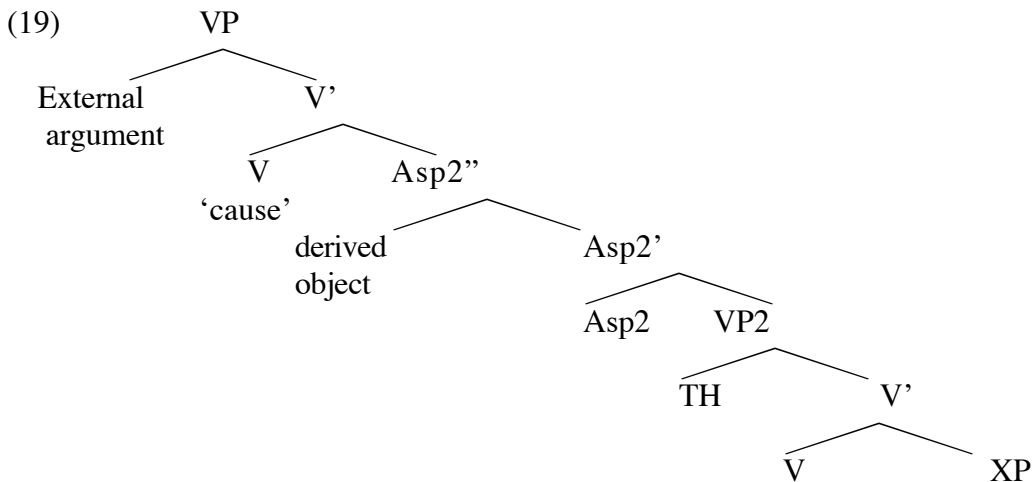 (19) VP
External V’
argument
V Asp2”
‘cause’
derived Asp2’
object
Asp2 VP2
TH V’
V XP